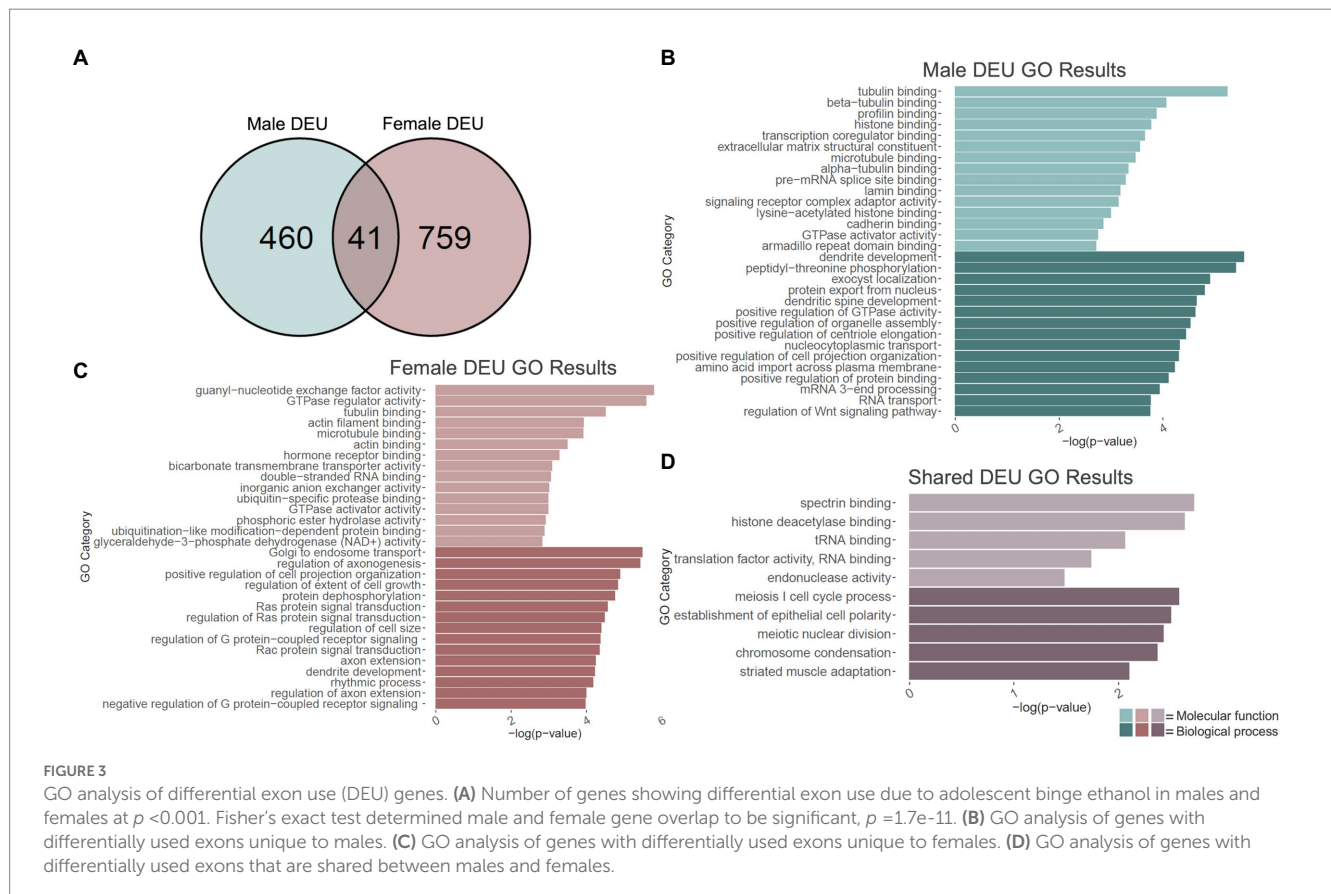 A
Male DEU
Female DEU
460
41
759
B
Male DEU GO Results
GO Category
tubulin binding
beta−tubulin binding
profilin binding
histone binding
transcription coregulator binding
extracellular matrix structural constituent
microtubule binding
alpha−tubulin binding
pre−mRNA splice site binding
lamin binding
signaling receptor complex adaptor activity
lysine−acetylated histone binding
cadherin binding
GTPase activator activity
armadillo repeat domain binding
dendrite development
peptidyl−threonine phosphorylation
exocyst localization
protein export from nucleus
dendritic spine development
positive regulation of GTPase activity
positive regulation of organelle assembly
positive regulation of centriole elongation
nucleocytoplasmic transport
positive regulation of cell projection organization
amino acid import across plasma membrane
positive regulation of protein binding
mRNA 3−end processing
RNA transport
regulation of Wnt signaling pathway
0 2 4
−log(p−value)
C
Female DEU GO Results
GO Category
guanyl−nucleotide exchange factor activity
GTPase regulator activity
tubulin binding
actin filament binding
microtubule binding
actin binding
hormone receptor binding
bicarbonate transmembrane transporter activity
double−stranded RNA binding
inorganic anion exchanger activity
ubiquitin−specific protease binding
GTPase activator activity
phosphoric ester hydrolase activity
ubiquitination−like modification−dependent protein binding
glyceraldehyde−3−phosphate dehydrogenase (NAD+) activity
Golgi to endosome transport
regulation of axonogenesis
positive regulation of cell projection organization
regulation of extent of cell growth
protein dephosphorylation
Ras protein signal transduction
regulation of Ras protein signal transduction
regulation of cell size
regulation of G protein−coupled receptor signaling
Rac protein signal transduction
axon extension
dendrite development
rhythmic process
regulation of axon extension
negative regulation of G protein−coupled receptor signaling
0 2 4 6
−log(p−value)
D
Shared DEU GO Results
GO Category
spectrin binding
histone deacetylase binding
tRNA binding
translation factor activity, RNA binding
endonuclease activity
meiosis I cell cycle process
establishment of epithelial cell polarity
meiotic nuclear division
chromosome condensation
striated muscle adaptation
0 1 2
−log(p−value)
= Molecular function
= Biological process
FIGURE 3
GO analysis of differential exon use (DEU) genes. (A) Number of genes showing differential exon use due to adolescent binge ethanol in males and
females at p <0.001. Fisher's exact test determined male and female gene overlap to be significant, p =1.7e-11. (B) GO analysis of genes with
differentially used exons unique to males. (C) GO analysis of genes with differentially used exons unique to females. (D) GO analysis of genes with
differentially used exons that are shared between males and females.